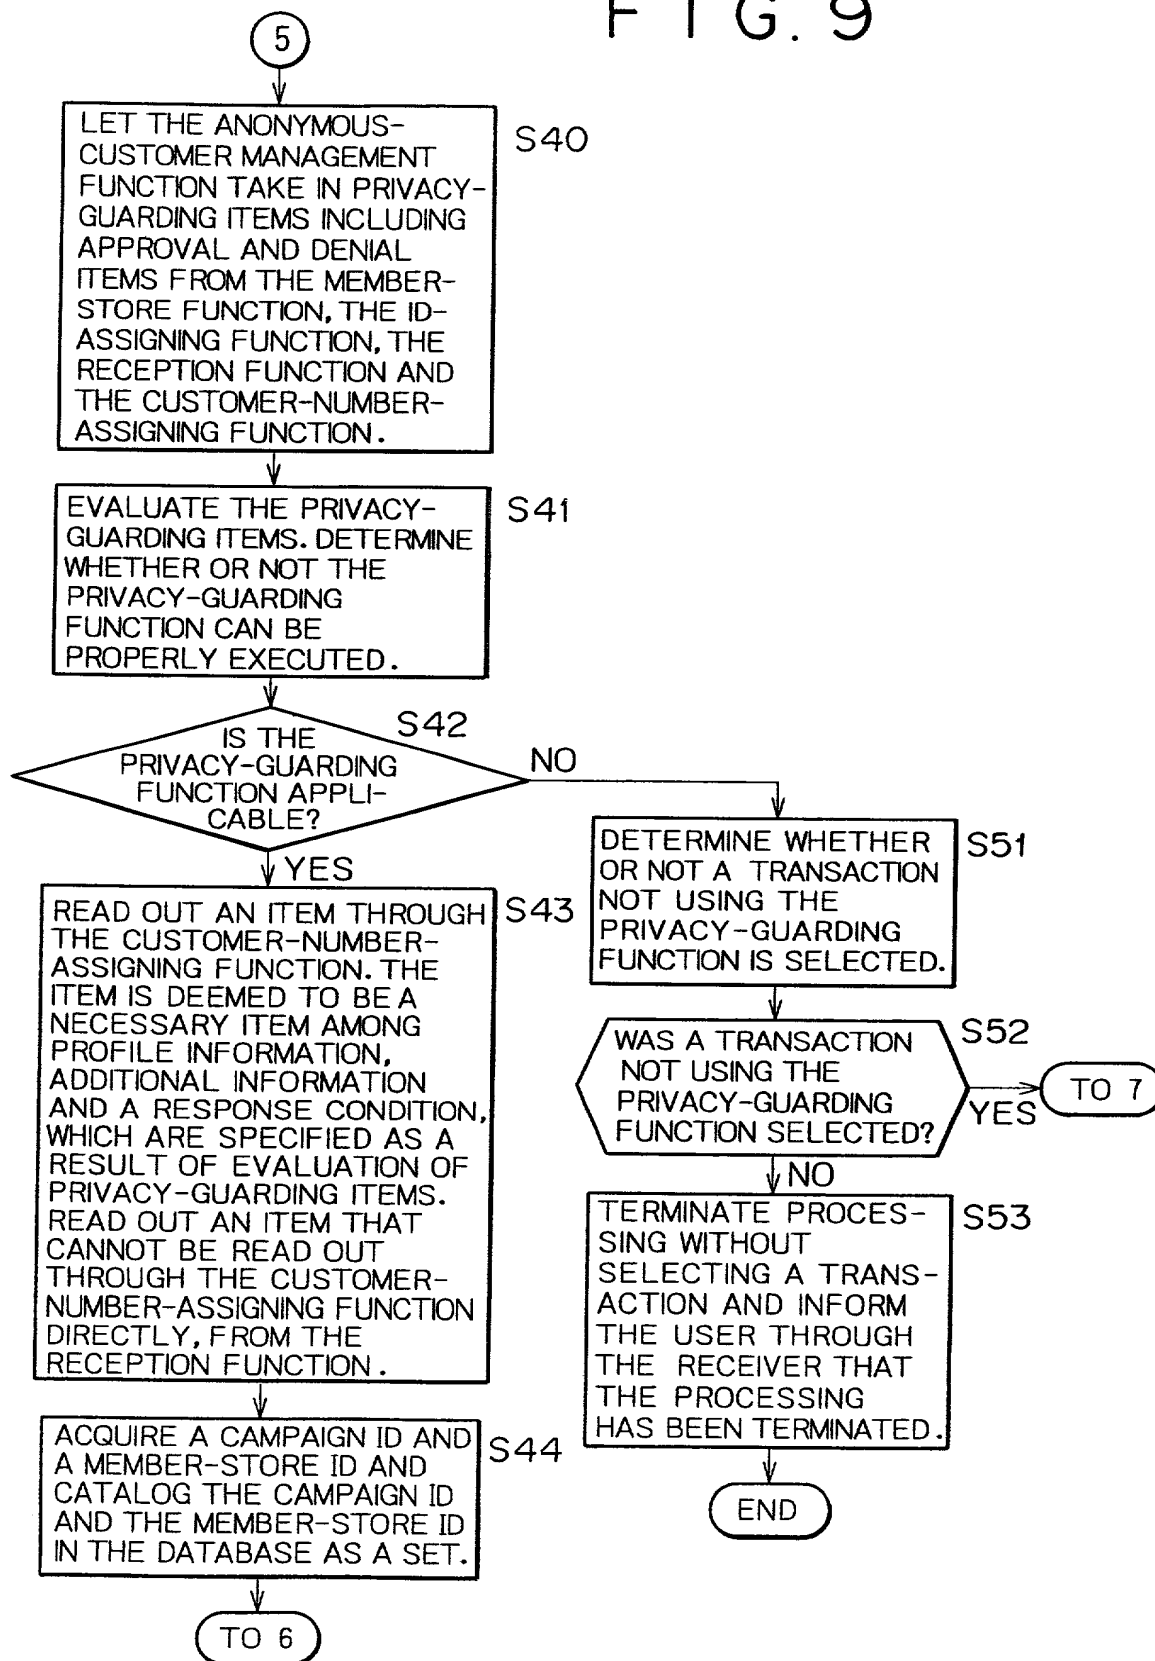 FIG. 9
5
LET THE ANONYMOUS-
CUSTOMER MANAGEMENT
FUNCTION TAKE IN PRIVACY-
GUARDING ITEMS INCLUDING
APPROVAL AND DENIAL
ITEMS FROM THE MEMBER-
STORE FUNCTION, THE ID-
ASSIGNING FUNCTION, THE
RECEPTION FUNCTION AND
THE CUSTOMER-NUMBER-
ASSIGNING FUNCTION.
S40
EVALUATE THE PRIVACY-
GUARDING ITEMS. DETERMINE
WHETHER OR NOT THE
PRIVACY-GUARDING
FUNCTION CAN BE
PROPERLY EXECUTED.
S41
IS THE
PRIVACY-GUARDING
FUNCTION APPLI-
CABLE?
S42
NO
YES
READ OUT AN ITEM THROUGH
THE CUSTOMER-NUMBER-
ASSIGNING FUNCTION. THE
ITEM IS DEEMED TO BE A
NECESSARY ITEM AMONG
PROFILE INFORMATION,
ADDITIONAL INFORMATION
AND A RESPONSE CONDITION,
WHICH ARE SPECIFIED AS A
RESULT OF EVALUATION OF
PRIVACY-GUARDING ITEMS.
READ OUT AN ITEM THAT
CANNOT BE READ OUT
THROUGH THE CUSTOMER-
NUMBER-ASSIGNING FUNCTION
DIRECTLY, FROM THE
RECEPTION FUNCTION.
S43
ACQUIRE A CAMPAIGN ID AND
A MEMBER-STORE ID AND
CATALOG THE CAMPAIGN ID
AND THE MEMBER-STORE ID
IN THE DATABASE AS A SET.
S44
TO 6
DETERMINE WHETHER
OR NOT A TRANSACTION
NOT USING THE
PRIVACY-GUARDING
FUNCTION IS SELECTED.
S51
WAS A TRANSACTION
NOT USING THE
PRIVACY-GUARDING
FUNCTION SELECTED?
S52
YES
TO 7
NO
TERMINATE PROCES-
SING WITHOUT
SELECTING A TRANS-
ACTION AND INFORM
THE USER THROUGH
THE RECEIVER THAT
THE PROCESSING
HAS BEEN TERMINATED.
S53
END